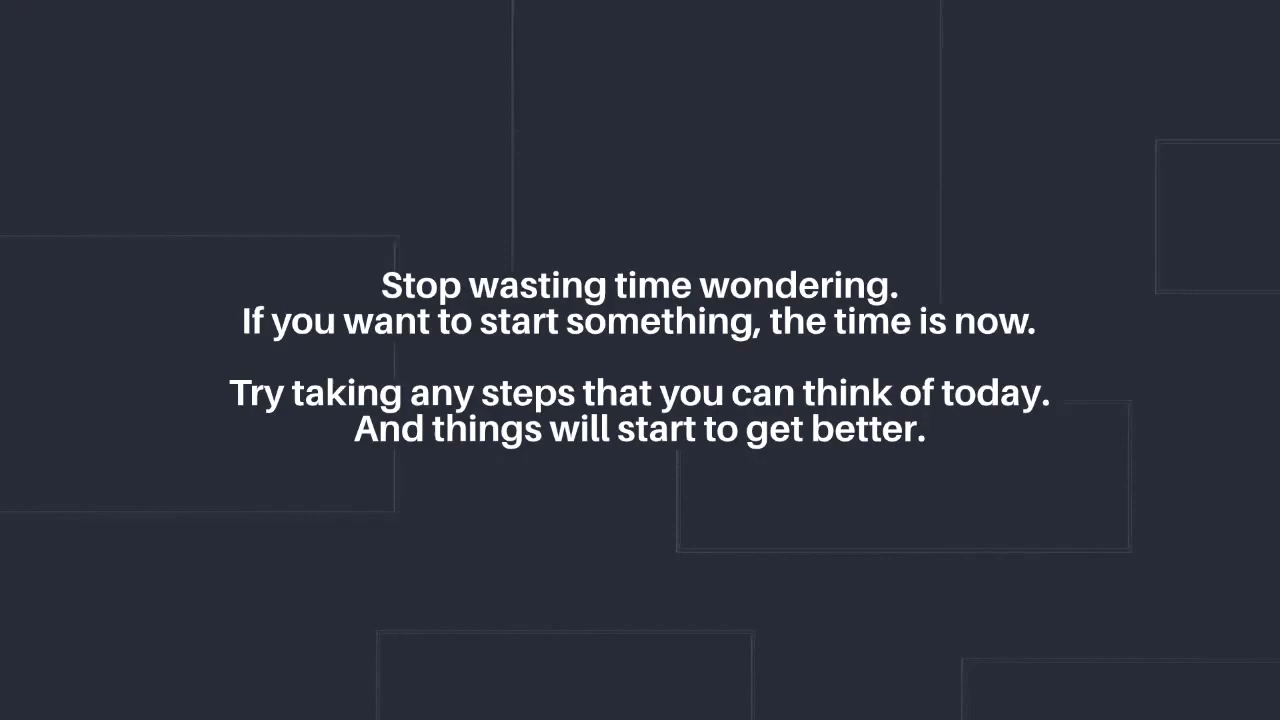 Stop wasting time wondering.
If you want to start something, the time is now.
Try taking any steps that you can think of today.
And things will start to get better.